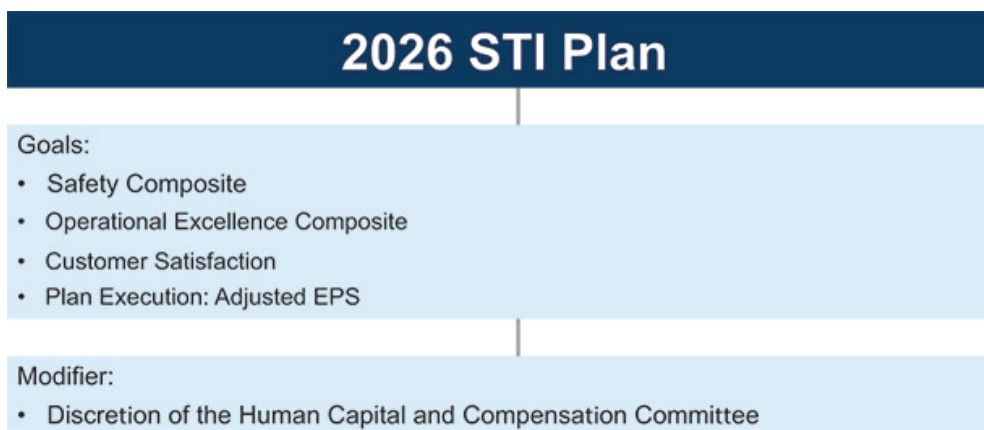 2026 STI Plan
Goals:
• Safety Composite
• Operational Excellence Composite
• Customer Satisfaction
• Plan Execution: Adjusted EPS
Modifier:
• Discretion of the Human Capital and Compensation Committee